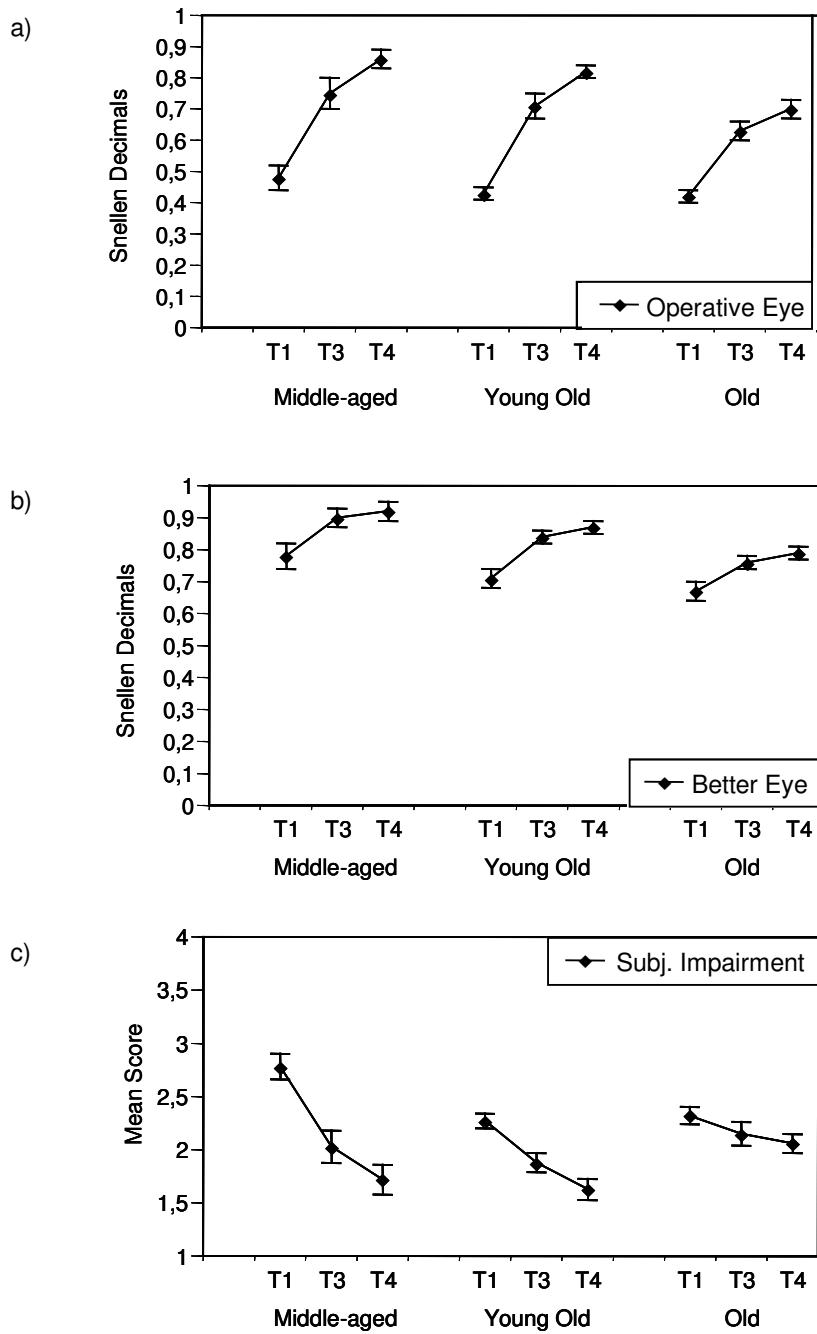 a)
Snellen Decimals
1
0,9
0,8
0,7
0,6
0,5
0,4
0,3
0,2
0,1
0
Operative Eye
T1 T3 T4 T1 T3 T4 T1 T3 T4
Middle-aged Young Old Old
b)
Snellen Decimals
1
0,9
0,8
0,7
0,6
0,5
0,4
0,3
0,2
0,1
0
Better Eye
T1 T3 T4 T1 T3 T4 T1 T3 T4
Middle-aged Young Old Old
c)
Mean Score
4
3,5
3
2,5
2
1,5
1
Subj. Impairment
T1 T3 T4 T1 T3 T4 T1 T3 T4
Middle-aged Young Old Old